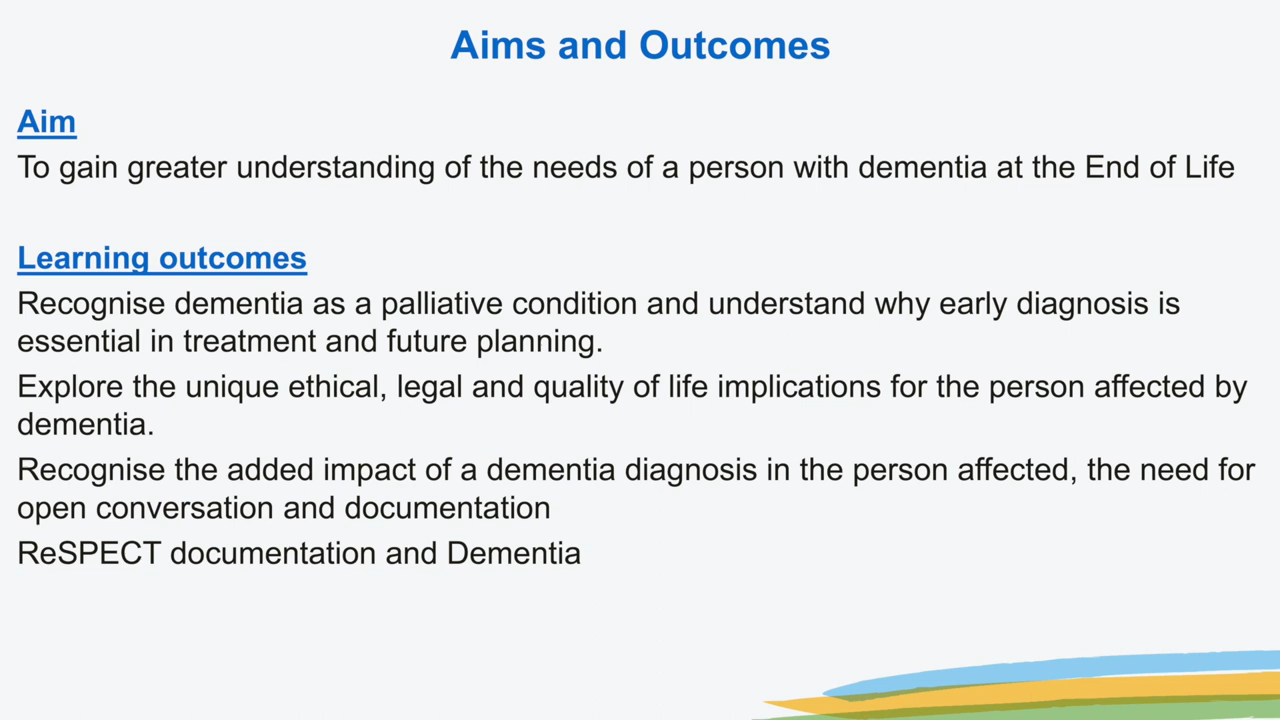 Aims and Outcomes
Aim
To gain greater understanding of the needs of a person with dementia at the End of Life
Learning outcomes
Recognise dementia as a palliative condition and understand why early diagnosis is
essential in treatment and future planning.
Explore the unique ethical, legal and quality of life implications for the person affected by
dementia.
Recognise the added impact of a dementia diagnosis in the person affected, the need for
open conversation and documentation
ReSPECT documentation and Dementia